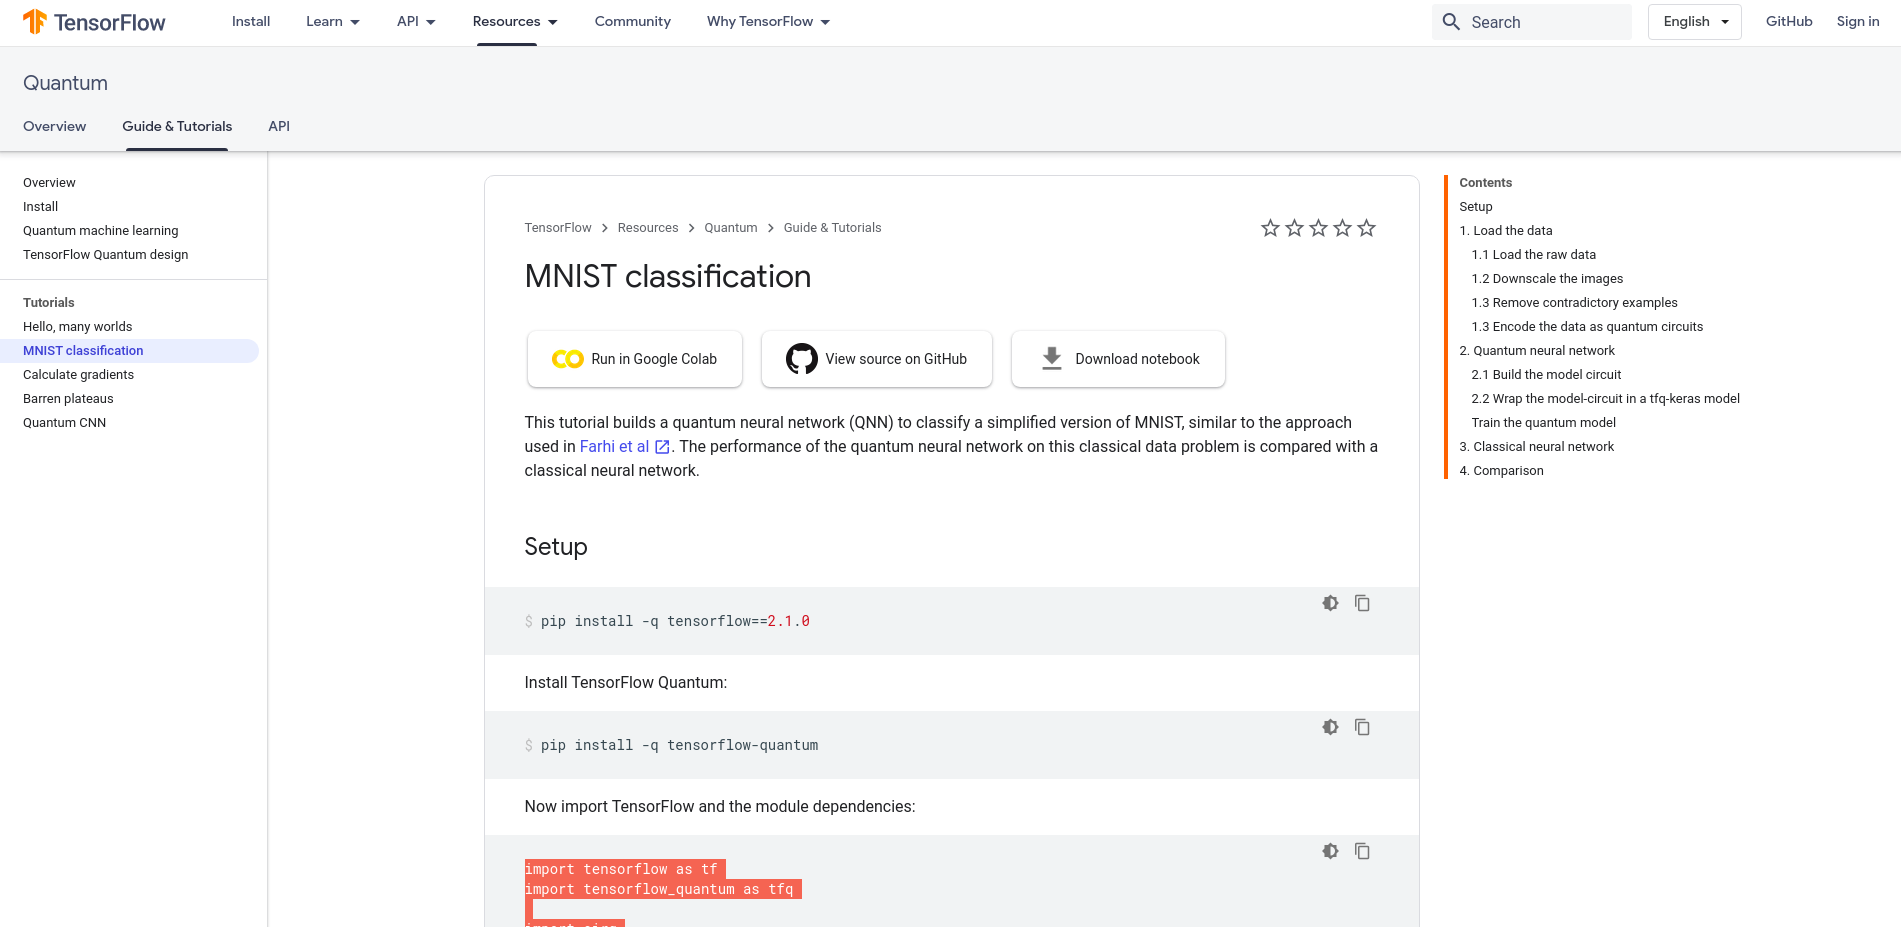 TensorFlow
Install
Learn
API
Resources
Community
Why TensorFlow
Search
English
GitHub
Sign in
Quantum
Overview
Guide & Tutorials
API
Overview
Install
Quantum machine learning
TensorFlow Quantum design
Tutorials
Hello, many worlds
MNIST classification
Calculate gradients
Barren plateaus
Quantum CNN
TensorFlow > Resources > Quantum > Guide & Tutorials
MNIST classification
Run in Google Colab
View source on GitHub
Download notebook
This tutorial builds a quantum neural network (QNN) to classify a simplified version of MNIST, similar to the approach
used in Farhi et al. The performance of the quantum neural network on this classical data problem is compared with a
classical neural network.
Setup
$ pip install -q tensorflow==2.1.0
Install TensorFlow Quantum:
$ pip install -q tensorflow-quantum
Now import TensorFlow and the module dependencies:
import tensorflow as tf
import tensorflow_quantum as tfq
Contents
Setup
1. Load the data
1.1 Load the raw data
1.2 Downscale the images
1.3 Remove contradictory examples
1.3 Encode the data as quantum circuits
2. Quantum neural network
2.1 Build the model circuit
2.2 Wrap the model-circuit in a tfq-keras model
Train the quantum model
3. Classical neural network
4. Comparison